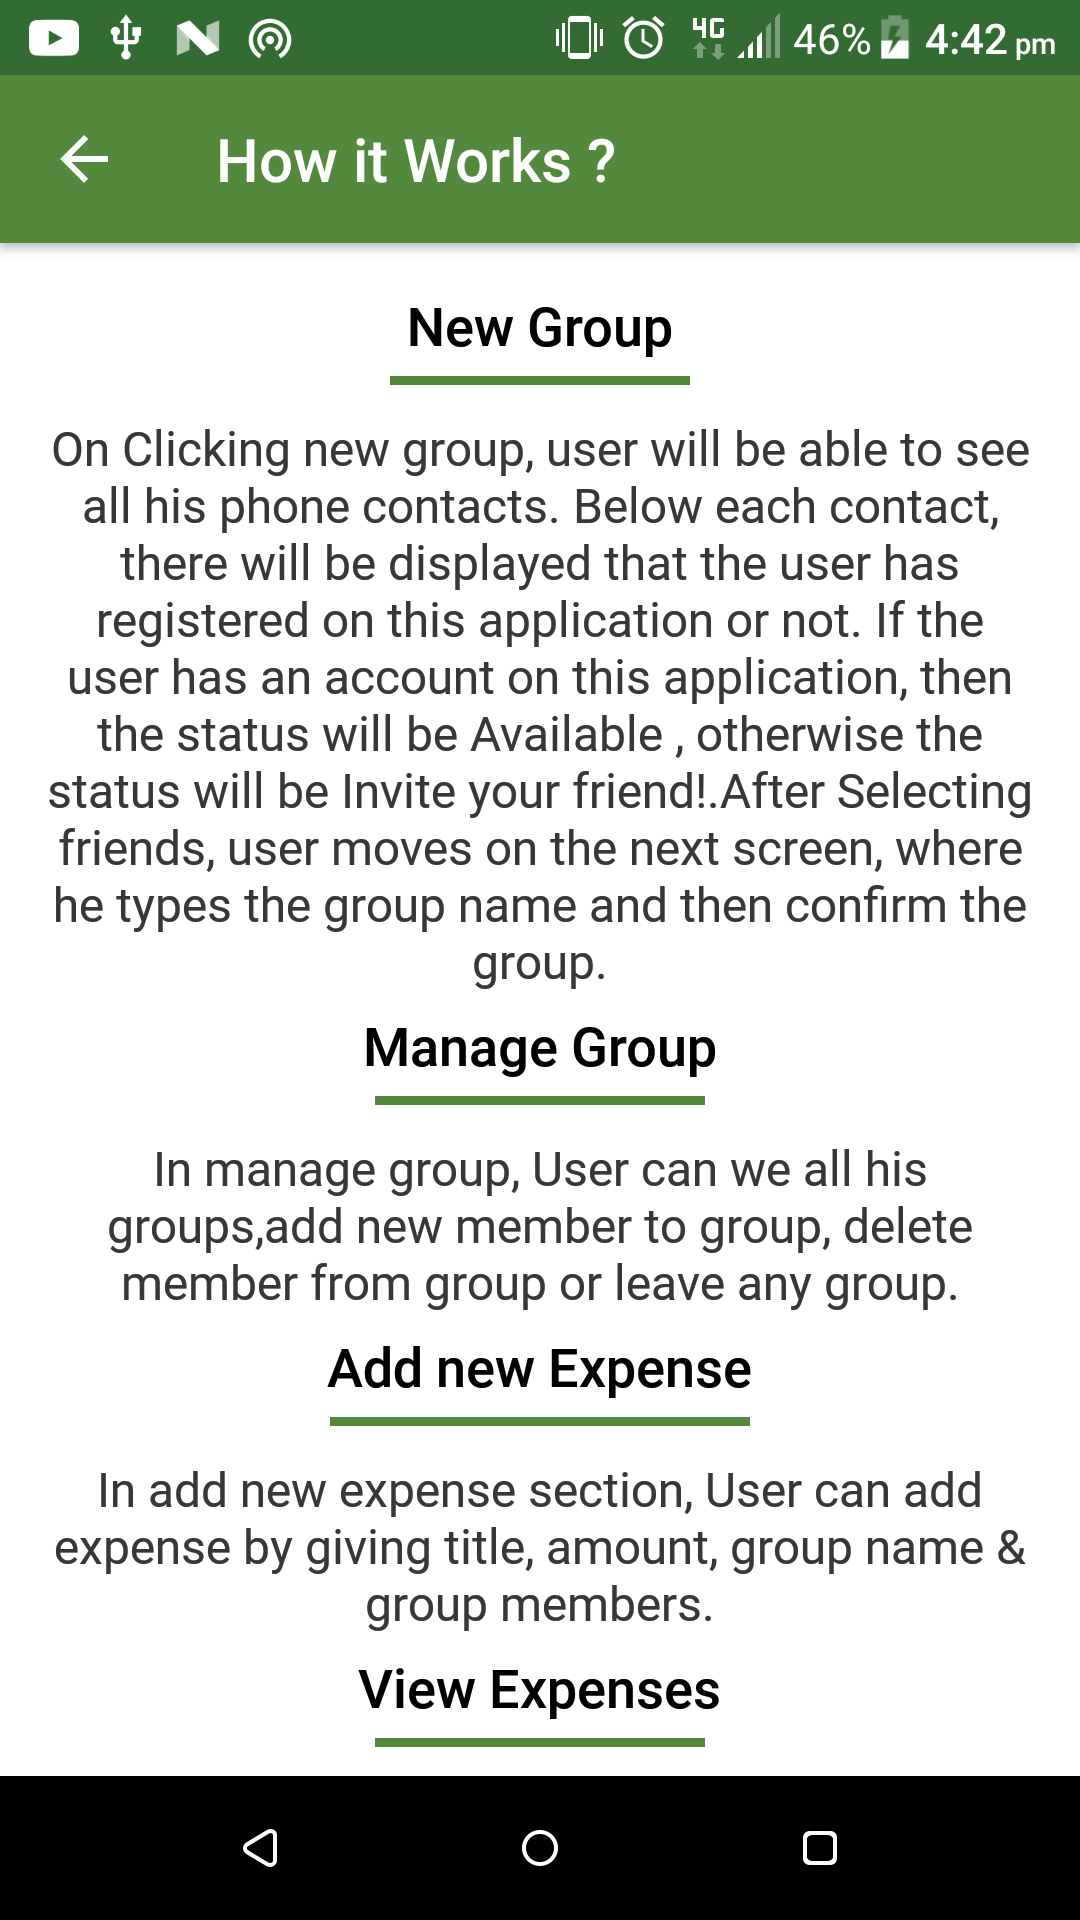 4G 46% 4:42 pm
How it Works ?
New Group
On Clicking new group, user will be able to see
all his phone contacts. Below each contact,
there will be displayed that the user has
registered on this application or not. If the
user has an account on this application, then
the status will be Available , otherwise the
status will be Invite your friend!.After Selecting
friends, user moves on the next screen, where
he types the group name and then confirm the
group.
Manage Group
In manage group, User can we all his
groups,add new member to group, delete
member from group or leave any group.
Add new Expense
In add new expense section, User can add
expense by giving title, amount, group name &
group members.
View Expenses